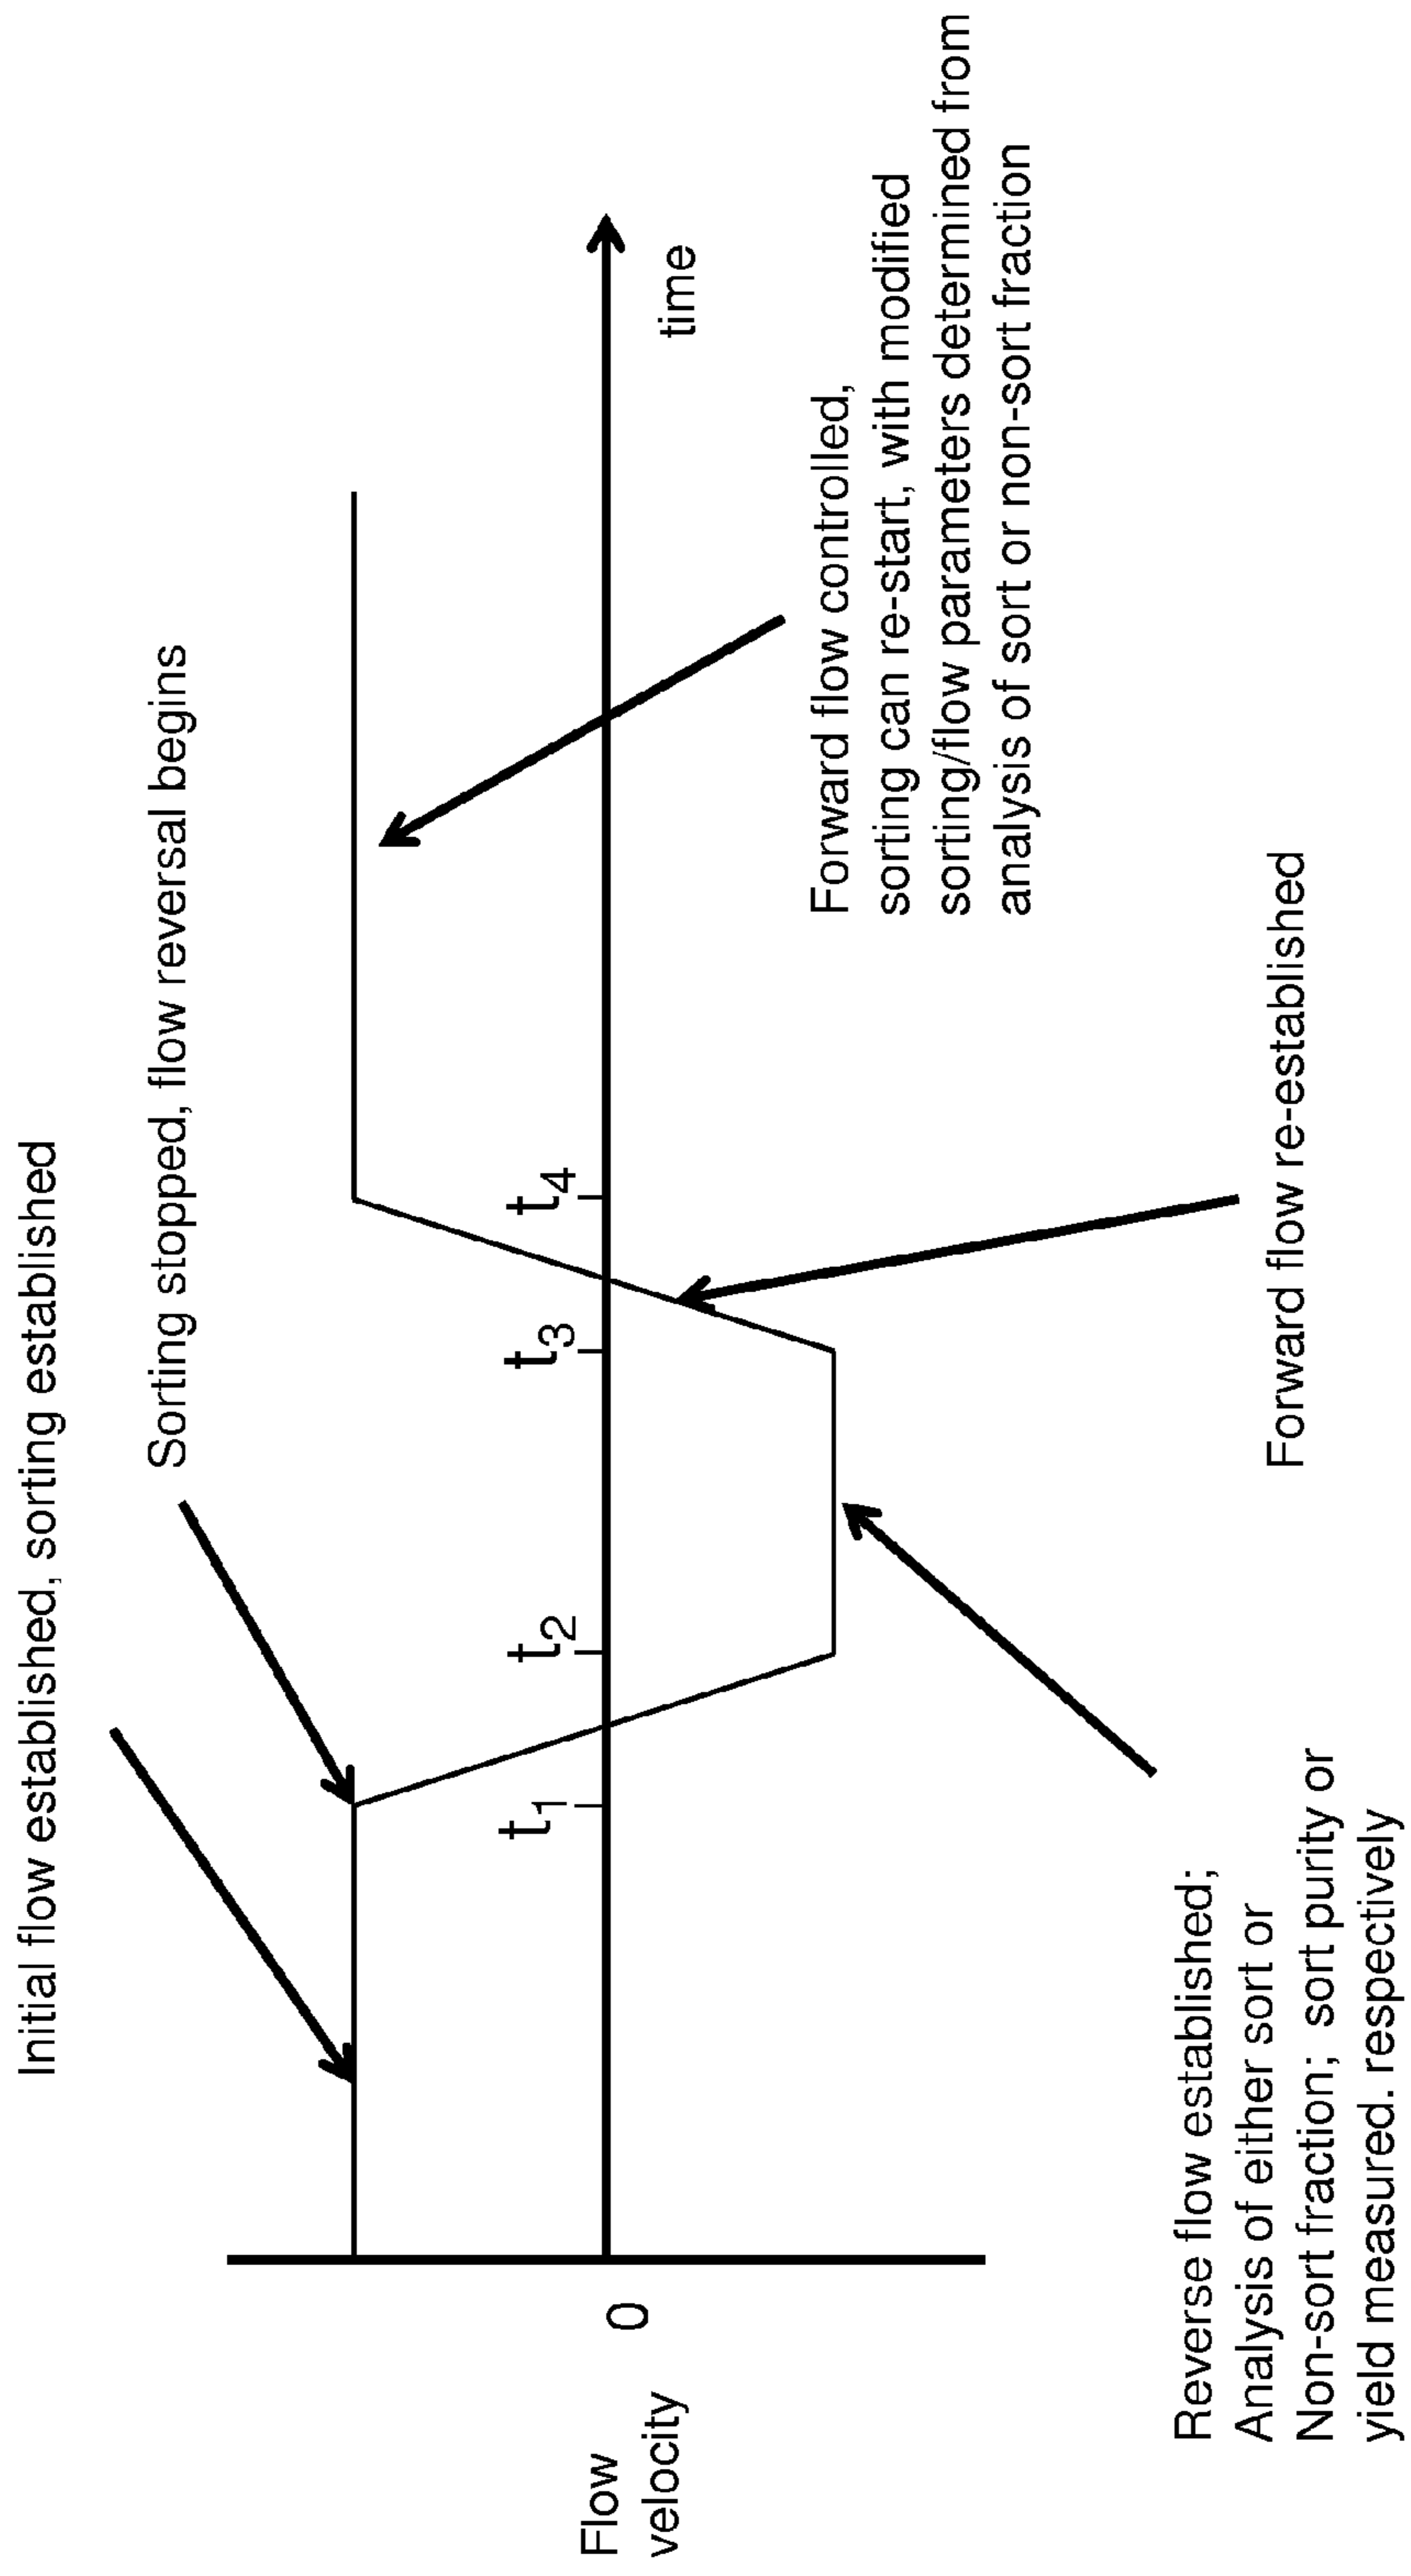 Initial flow established, sorting established
Sorting stopped, flow reversal begins
Flow
velocity
0
t1
t2
t3
t4
time
Forward flow controlled,
sorting can re-start, with modified
sorting/flow parameters determined from
analysis of sort or non-sort fraction
Forward flow re-established
Reverse flow established;
Analysis of either sort or
Non-sort fraction; sort purity or
yield measured. respectively